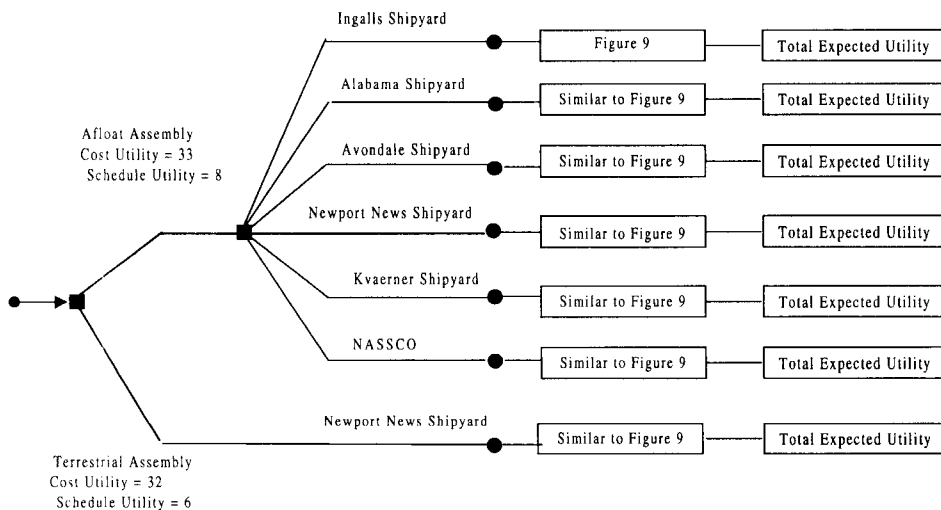 Ingalls Shipyard
Figure 9
Total Expected Utility
Alabama Shipyard
Similar to Figure 9
Total Expected Utility
Afloat Assembly
Cost Utility = 33
Schedule Utility = 8
Avondale Shipyard
Similar to Figure 9
Total Expected Utility
Newport News Shipyard
Similar to Figure 9
Total Expected Utility
Kvaerner Shipyard
Similar to Figure 9
Total Expected Utility
NASSCO
Similar to Figure 9
Total Expected Utility
Newport News Shipyard
Similar to Figure 9
Total Expected Utility
Terrestrial Assembly
Cost Utility = 32
Schedule Utility = 6